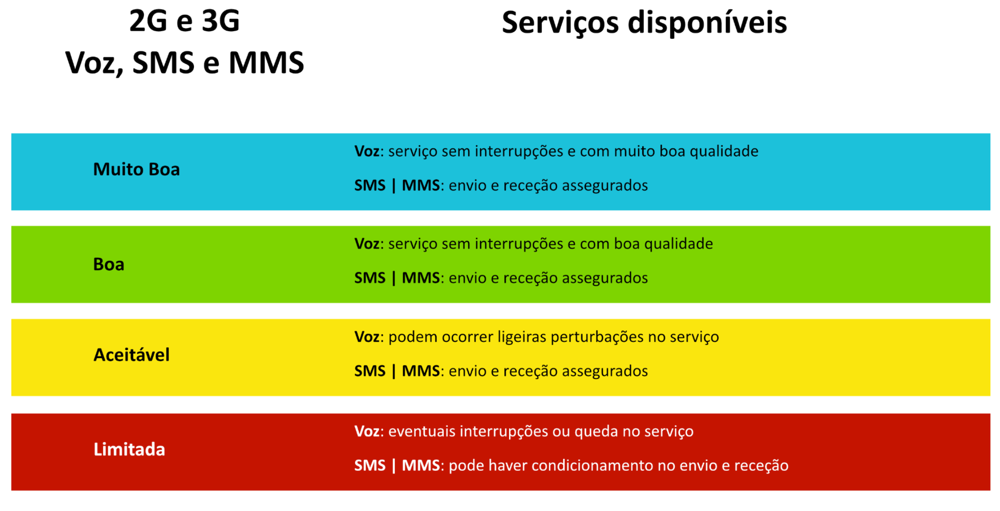 2G e 3G
Voz, SMS e MMS
Serviços disponíveis
Muito Boa
Voz: serviço sem interrupções e com muito boa qualidade
SMS | MMS: envio e receção assegurados
Boa
Voz: serviço sem interrupções e com boa qualidade
SMS | MMS: envio e receção assegurados
Aceitável
Voz: podem ocorrer ligeiras perturbações no serviço
SMS | MMS: envio e receção assegurados
Limitada
Voz: eventuais interrupções ou queda no serviço
SMS | MMS: pode haver condicionamento no envio e receção